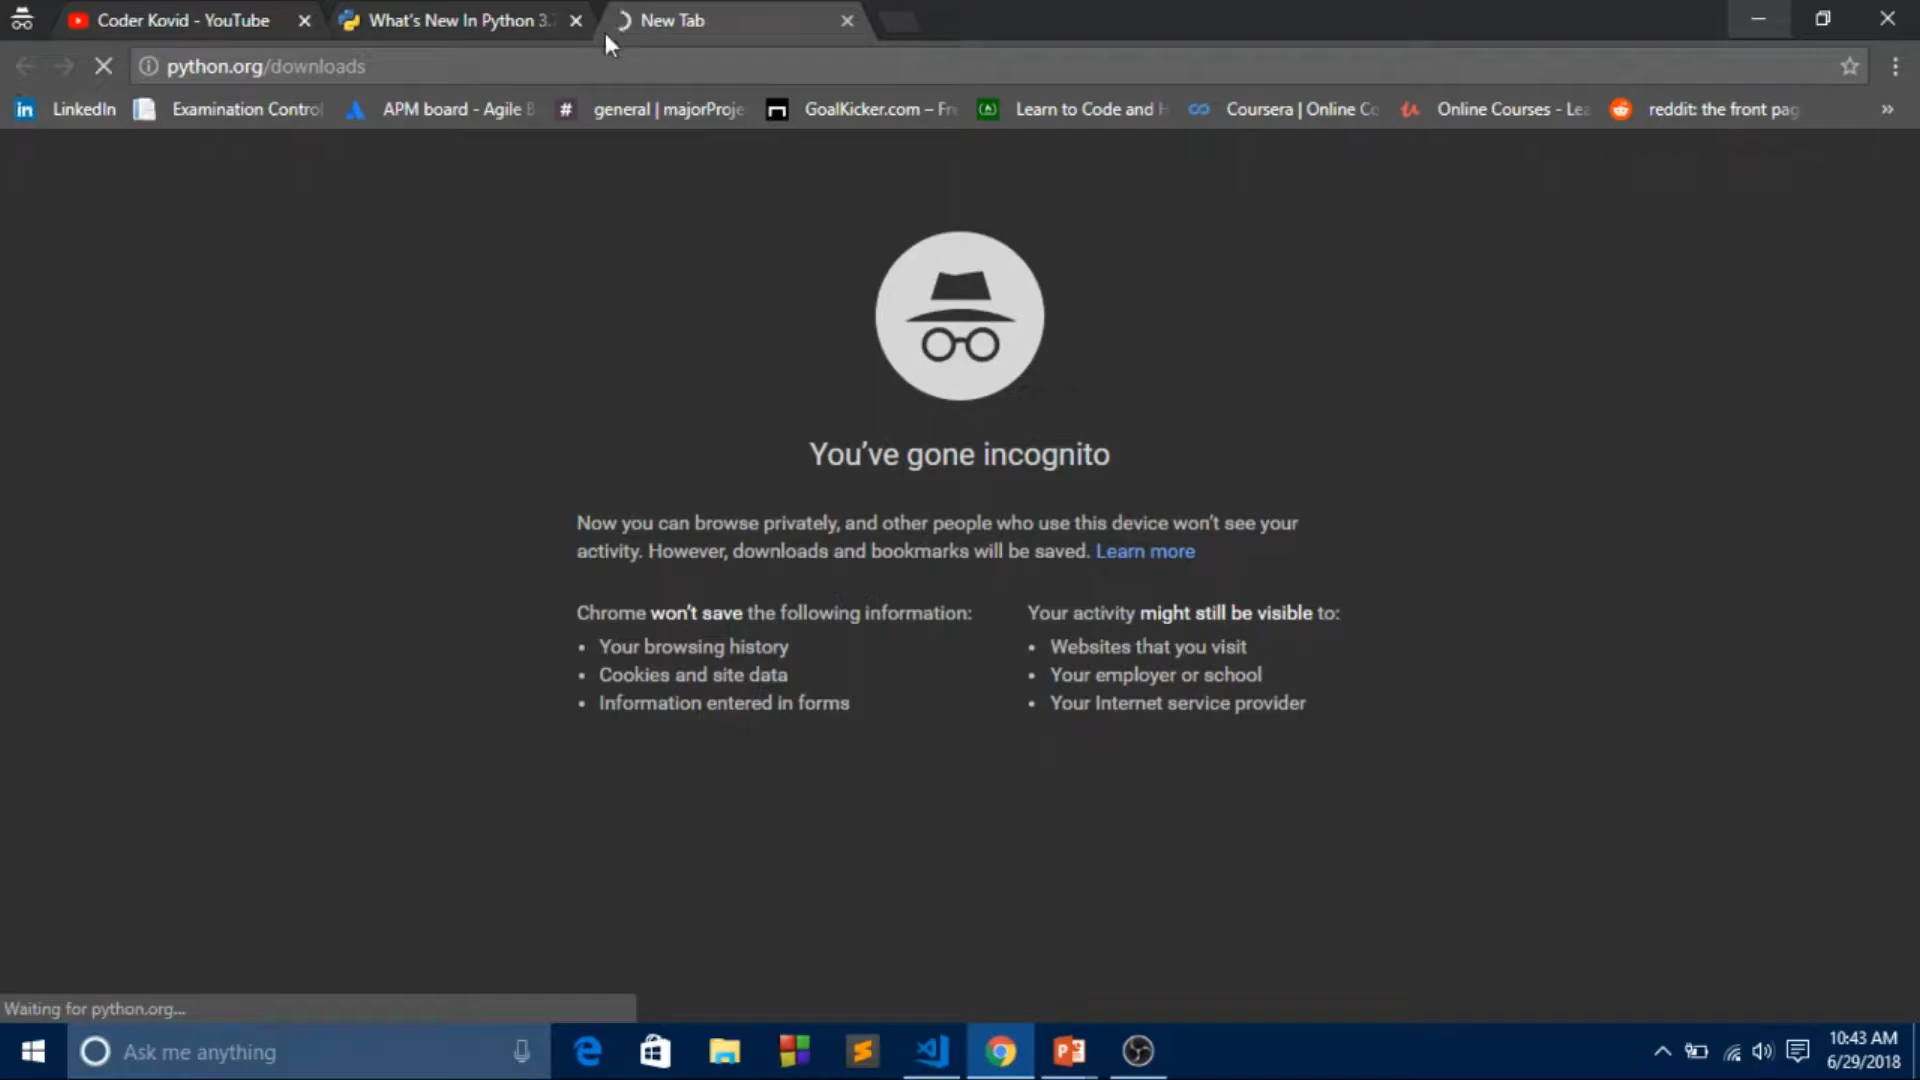 Coder Kovid - YouTube
What's New In Python 3.
New Tab
python.org/downloads
LinkedIn
Examination Control
APM board - Agile B
general | majorProje
GoalKicker.com – Fr
Learn to Code and H
Coursera | Online Co
Online Courses - Lea
reddit: the front pag
You've gone incognito
Now you can browse privately, and other people who use this device won't see your
activity. However, downloads and bookmarks will be saved. Learn more
Chrome won't save the following information:
• Your browsing history
• Cookies and site data
• Information entered in forms
Your activity might still be visible to:
• Websites that you visit
• Your employer or school
• Your Internet service provider
Waiting for python.org...
Ask me anything
10:43 AM
6/29/2018